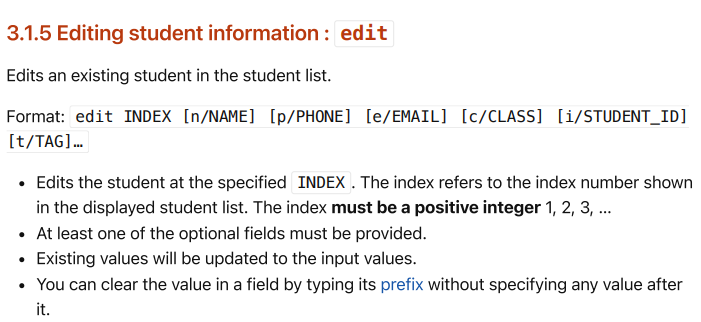 3.1.5 Editing student information : edit
Edits an existing student in the student list.
Format: edit INDEX [n/NAME] [p/PHONE] [e/EMAIL] [c/CLASS] [i/STUDENT_ID]
[t/TAG]…
• Edits the student at the specified INDEX. The index refers to the index number shown
in the displayed student list. The index must be a positive integer 1, 2, 3, …
• At least one of the optional fields must be provided.
• Existing values will be updated to the input values.
• You can clear the value in a field by typing its prefix without specifying any value after
it.